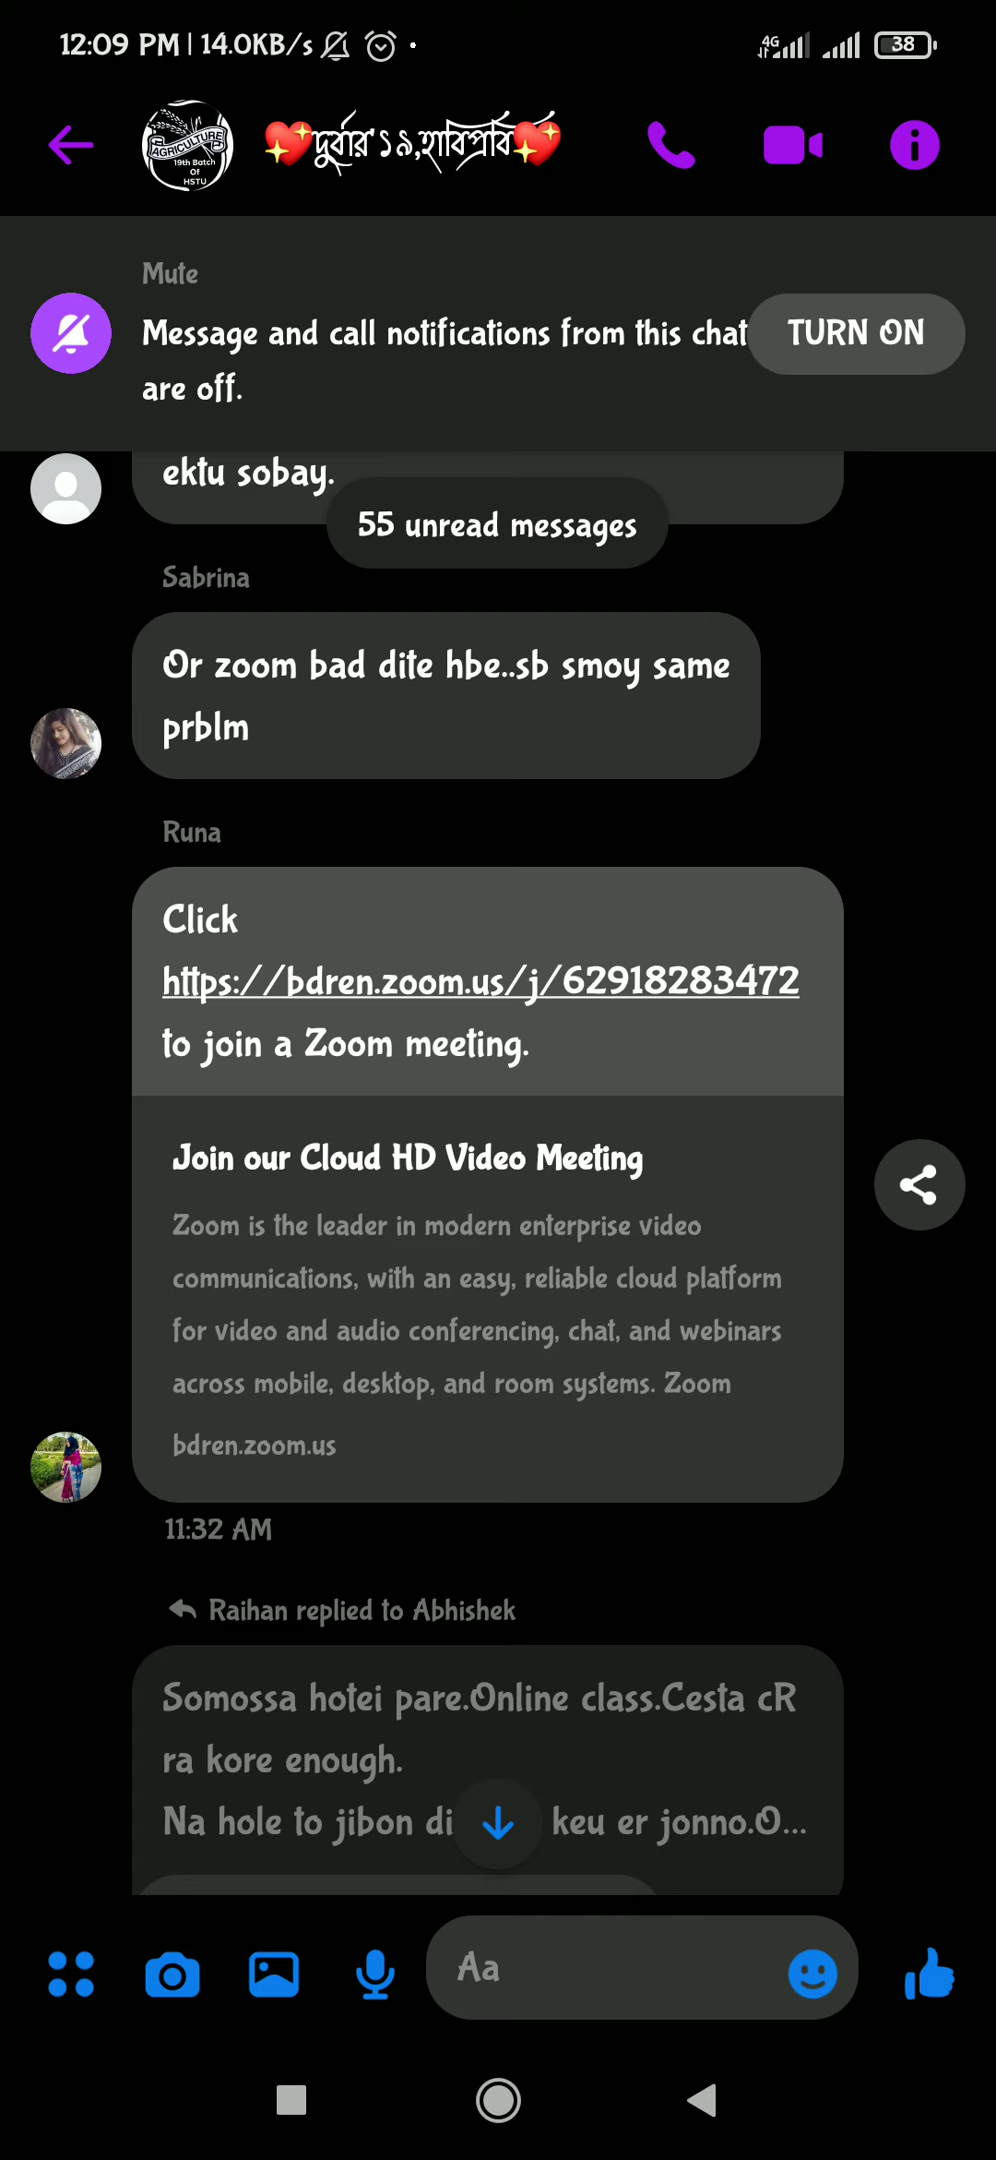 12:09 PM | 14.0KB/s
4G
38
AGRICULTURE
19th Batch
Of
HSTU
💖দুর্বার'১৯,হাবিপ্রবি💖
Mute
Message and call notifications from this chat
are off.
TURN ON
ektu sobay.
55 unread messages
Sabrina
Or zoom bad dite hbe..sb smoy same
prblm
Runa
Click
https://bdren.zoom.us/j/62918283472
to join a Zoom meeting.
Join our Cloud HD Video Meeting
Zoom is the leader in modern enterprise video
communications, with an easy, reliable cloud platform
for video and audio conferencing, chat, and webinars
across mobile, desktop, and room systems. Zoom
bdren.zoom.us
11:32 AM
Raihan replied to Abhishek
Somossa hotei pare.Online class.Cesta cR
ra kore enough.
Na hole to jibon di keu er jonno.O...
Aa